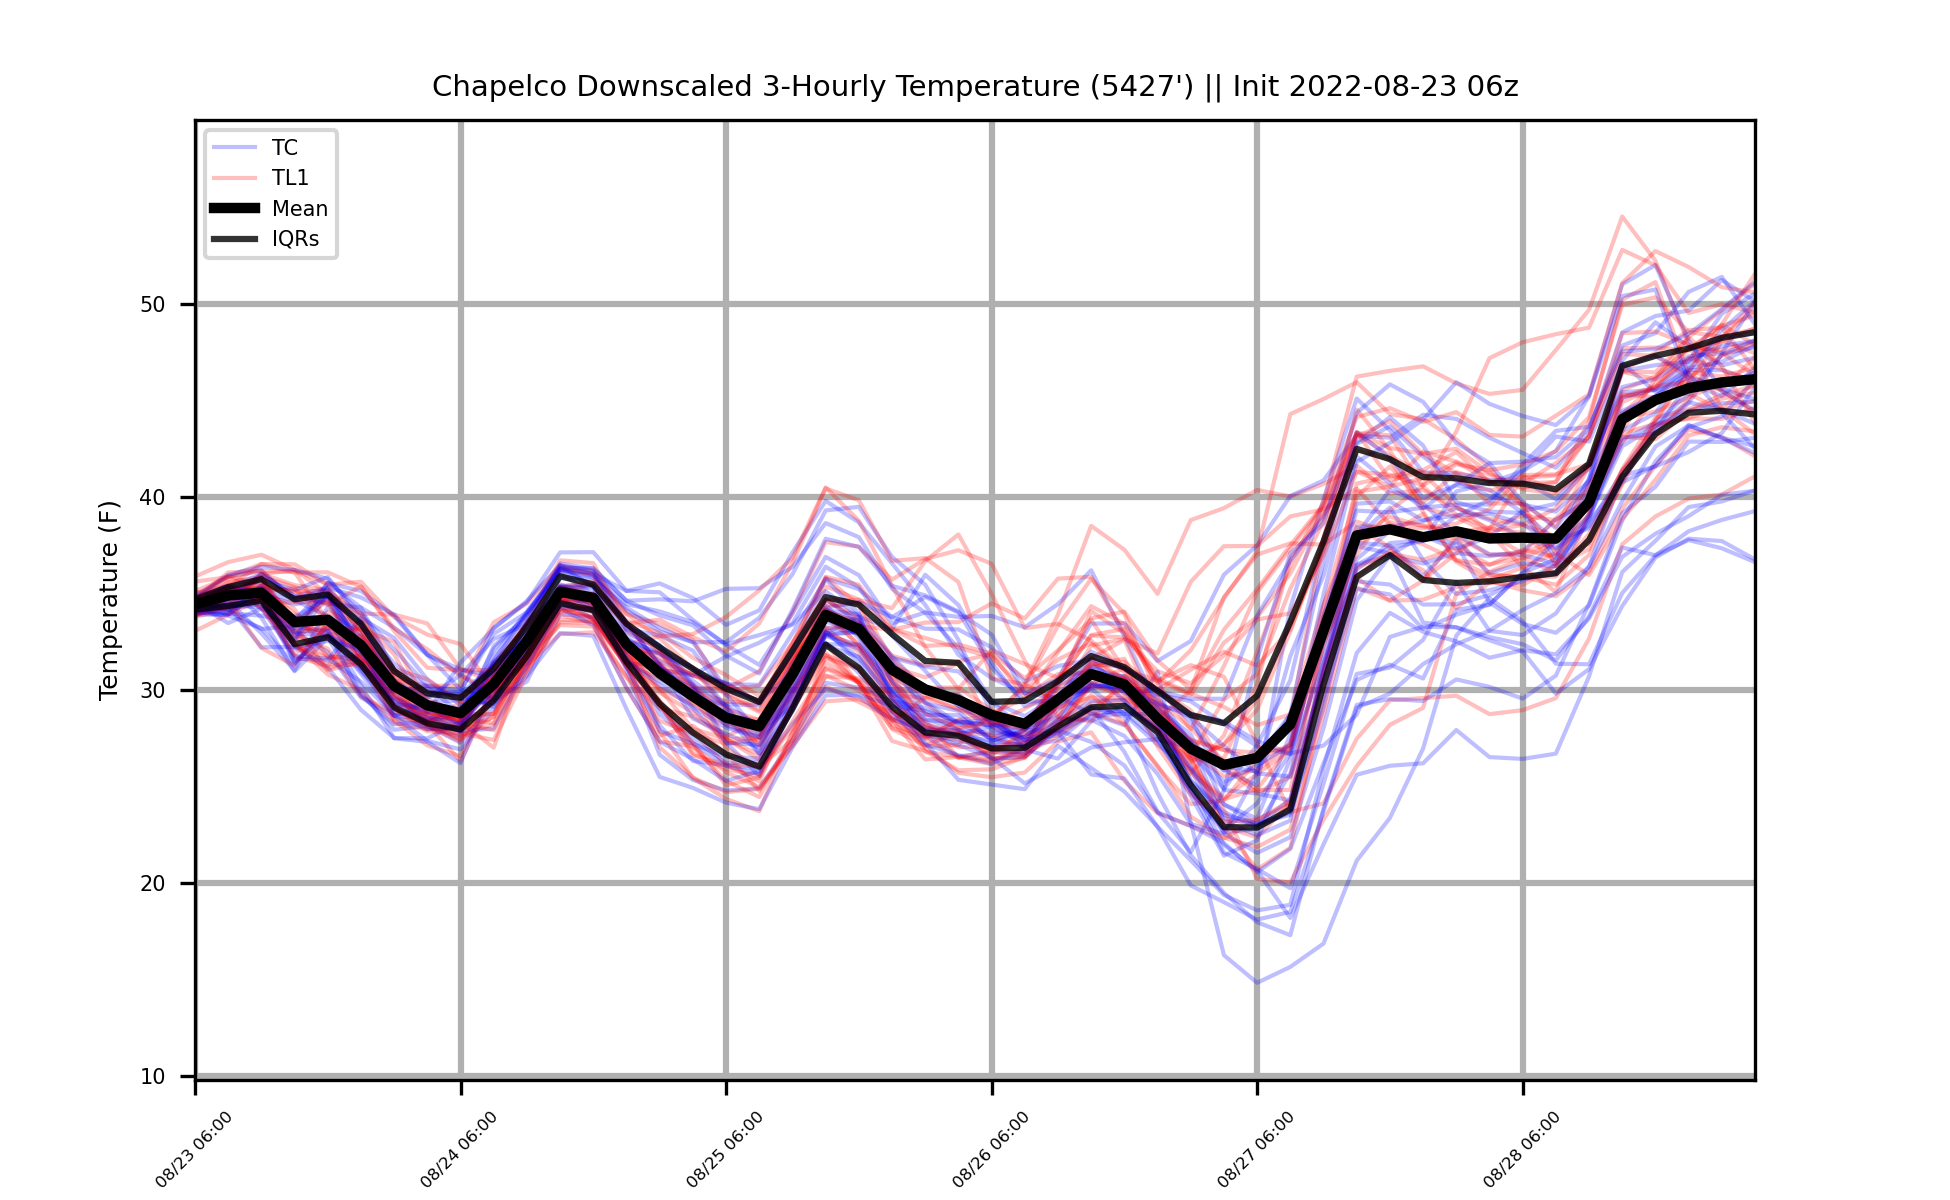 Chapelco Downscaled 3-Hourly Temperature (5427') || Init 2022-08-23 06z
TC
TL1
Mean
IQRs
Temperature (F)
50
40
30
20
10
08/23 06:00
08/24 06:00
08/25 06:00
08/26 06:00
08/27 06:00
08/28 06:00